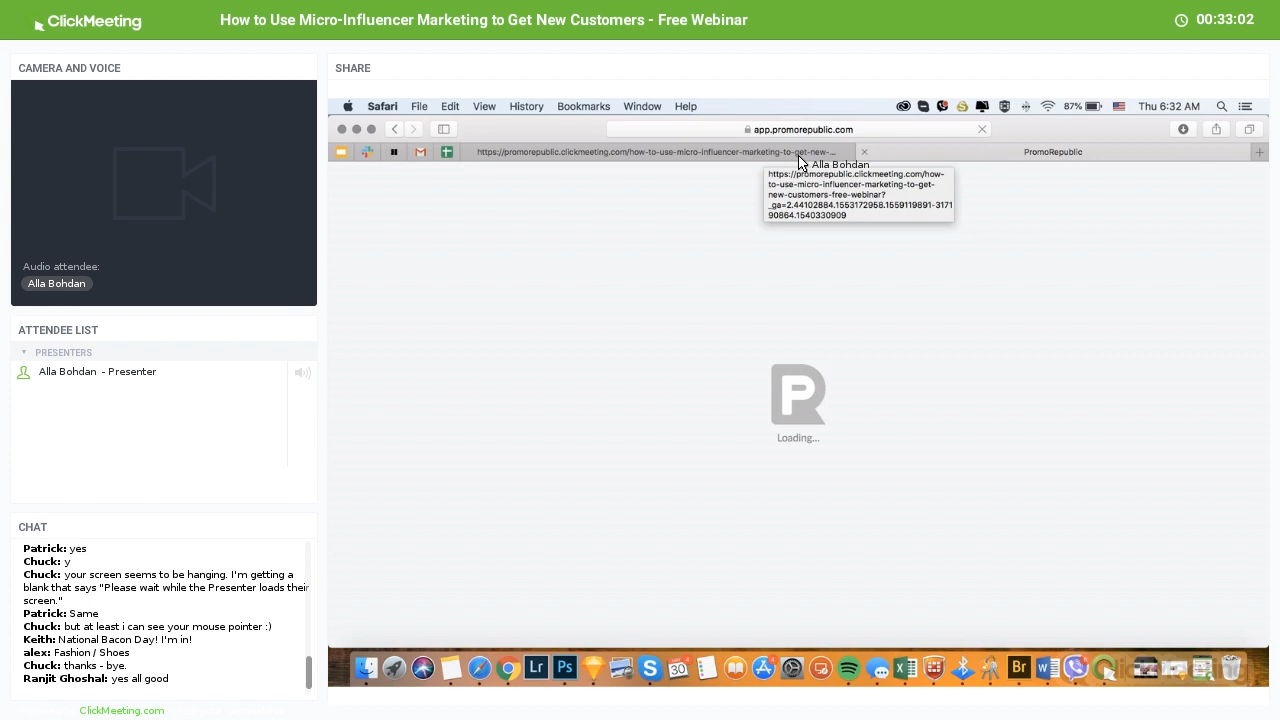 ClickMeeting
How to Use Micro-Influencer Marketing to Get New Customers - Free Webinar
00:33:02
CAMERA AND VOICE
Audio attendee:
Alla Bohdan
ATTENDEE LIST
PRESENTERS
Alla Bohdan - Presenter
CHAT
Patrick: yes
Chuck: y
Chuck: your screen seems to be hanging. I'm getting a
blank that says "Please wait while the Presenter loads their
screen."
Patrick: Same
Chuck: but at least i can see your mouse pointer :)
Keith: National Bacon Day! I'm in!
alex: Fashion / Shoes
Chuck: thanks - bye.
Ranjit Ghoshal: yes all good
ClickMeeting.com
SHARE
Safari File Edit View History Bookmarks Window Help
87% Thu 6:32 AM
app.promorepublic.com
https://promorepublic.clickmeeting.com/how-to-use-micro-influencer-marketing-to-get-new-...
PromoRepublic
Alla Bohdan
https://promorepublic.clickmeeting.com/how-
to-use-micro-influencer-marketing-to-get-
new-customers-free-webinar?
_ga=2.44102884.1553172958.1559119891-3171
90864.1540330909
Loading...
Lr
Ps
30
Br